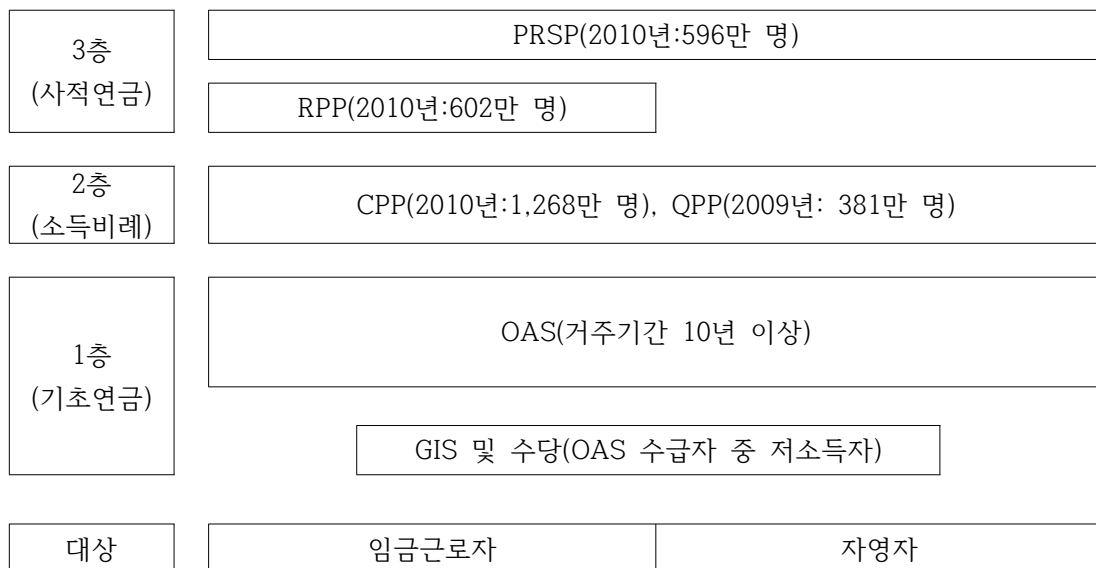 3층
(사적연금)
PRSP(2010년:596만 명)
RPP(2010년:602만 명)
2층
(소득비례)
CPP(2010년:1,268만 명), QPP(2009년: 381만 명)
1층
(기초연금)
OAS(거주기간 10년 이상)
GIS 및 수당(OAS 수급자 중 저소득자)
대상
임금근로자
자영자